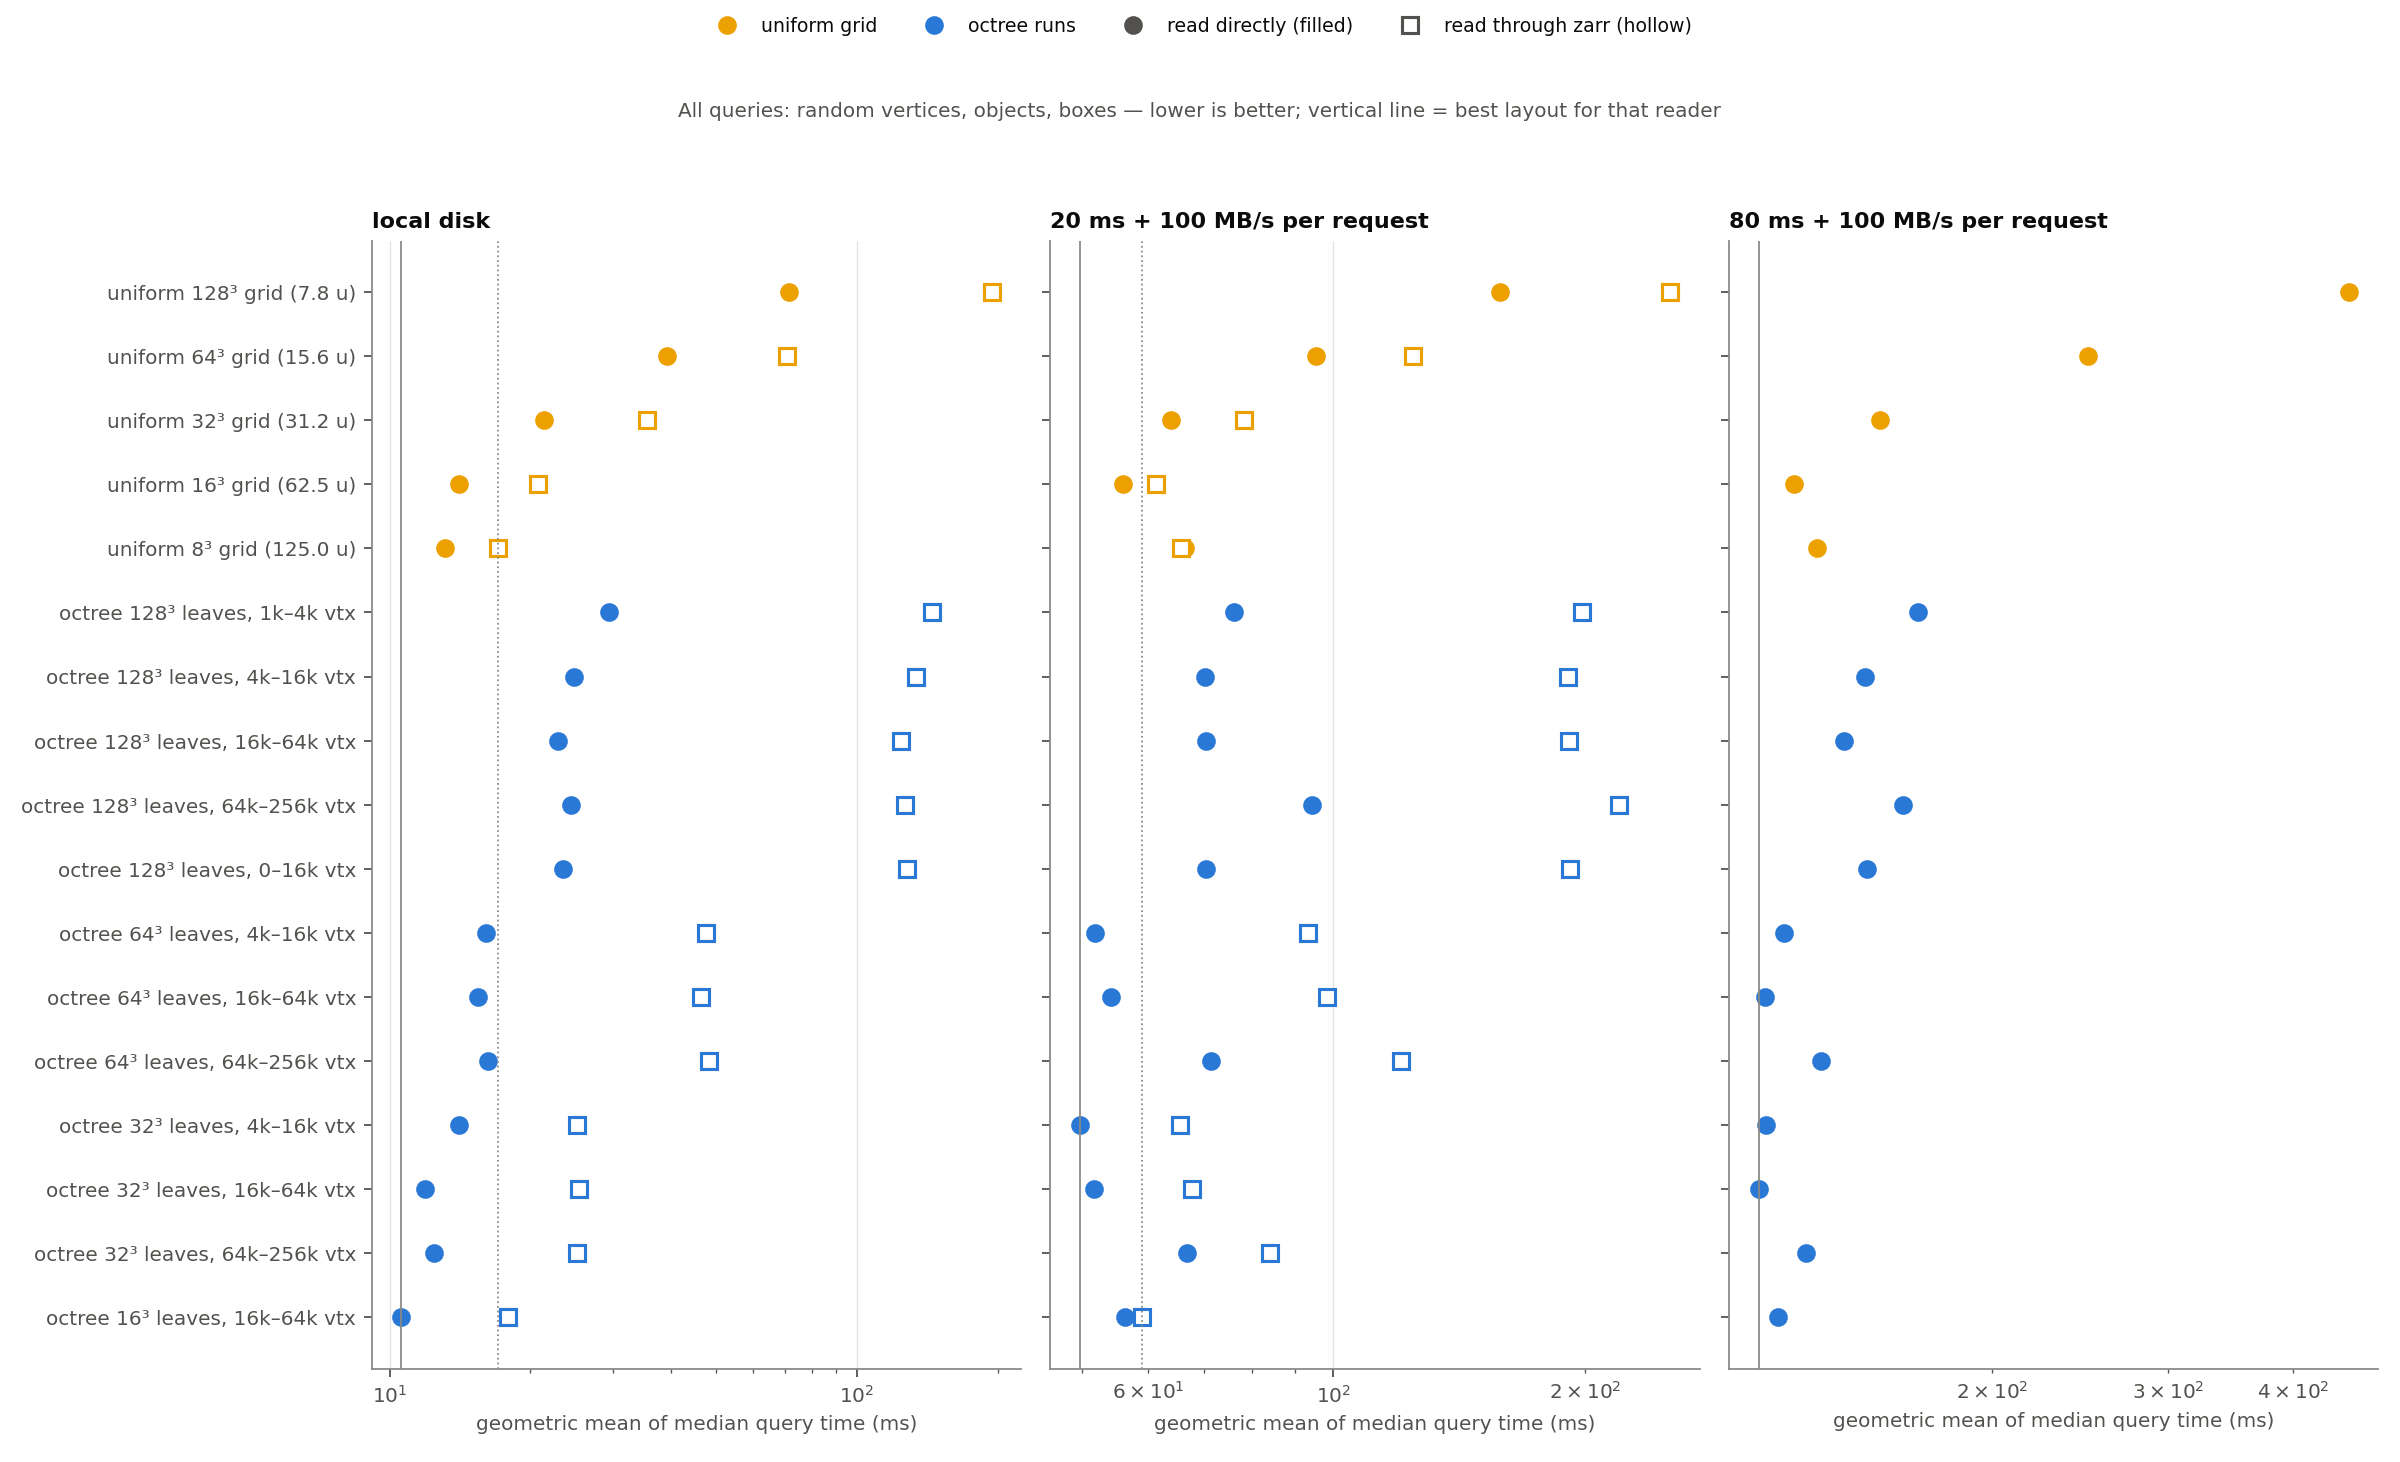 uniform grid
octree runs
read directly (filled)
read through zarr (hollow)
All queries: random vertices, objects, boxes — lower is better; vertical line = best layout for that reader
local disk
20 ms + 100 MB/s per request
80 ms + 100 MB/s per request
uniform 128³ grid (7.8 u)
uniform 64³ grid (15.6 u)
uniform 32³ grid (31.2 u)
uniform 16³ grid (62.5 u)
uniform 8³ grid (125.0 u)
octree 128³ leaves, 1k–4k vtx
octree 128³ leaves, 4k–16k vtx
octree 128³ leaves, 16k–64k vtx
octree 128³ leaves, 64k–256k vtx
octree 128³ leaves, 0–16k vtx
octree 64³ leaves, 4k–16k vtx
octree 64³ leaves, 16k–64k vtx
octree 64³ leaves, 64k–256k vtx
octree 32³ leaves, 4k–16k vtx
octree 32³ leaves, 16k–64k vtx
octree 32³ leaves, 64k–256k vtx
octree 16³ leaves, 16k–64k vtx
10¹
10²
6 × 10¹
10²
2 × 10²
2 × 10²
3 × 10²
4 × 10²
geometric mean of median query time (ms)
geometric mean of median query time (ms)
geometric mean of median query time (ms)